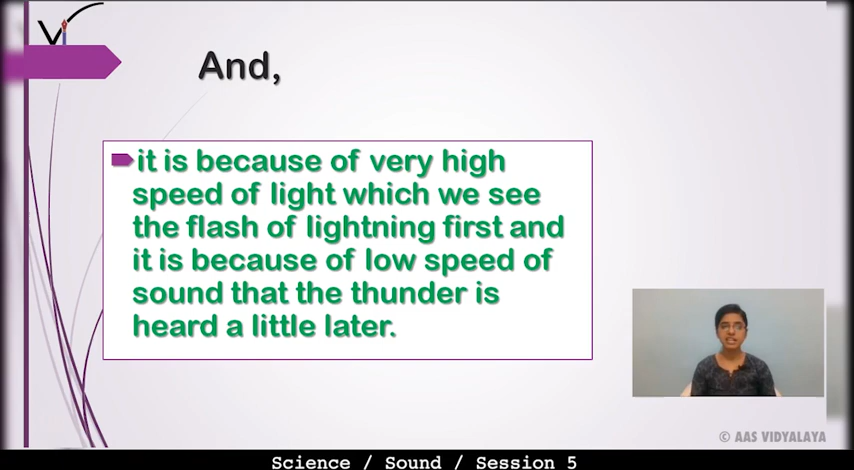 And,
it is because of very high
speed of light which we see
the flash of lightning first and
it is because of low speed of
sound that the thunder is
heard a little later.
© AAS VIDYALAYA
Science / Sound / Session 5